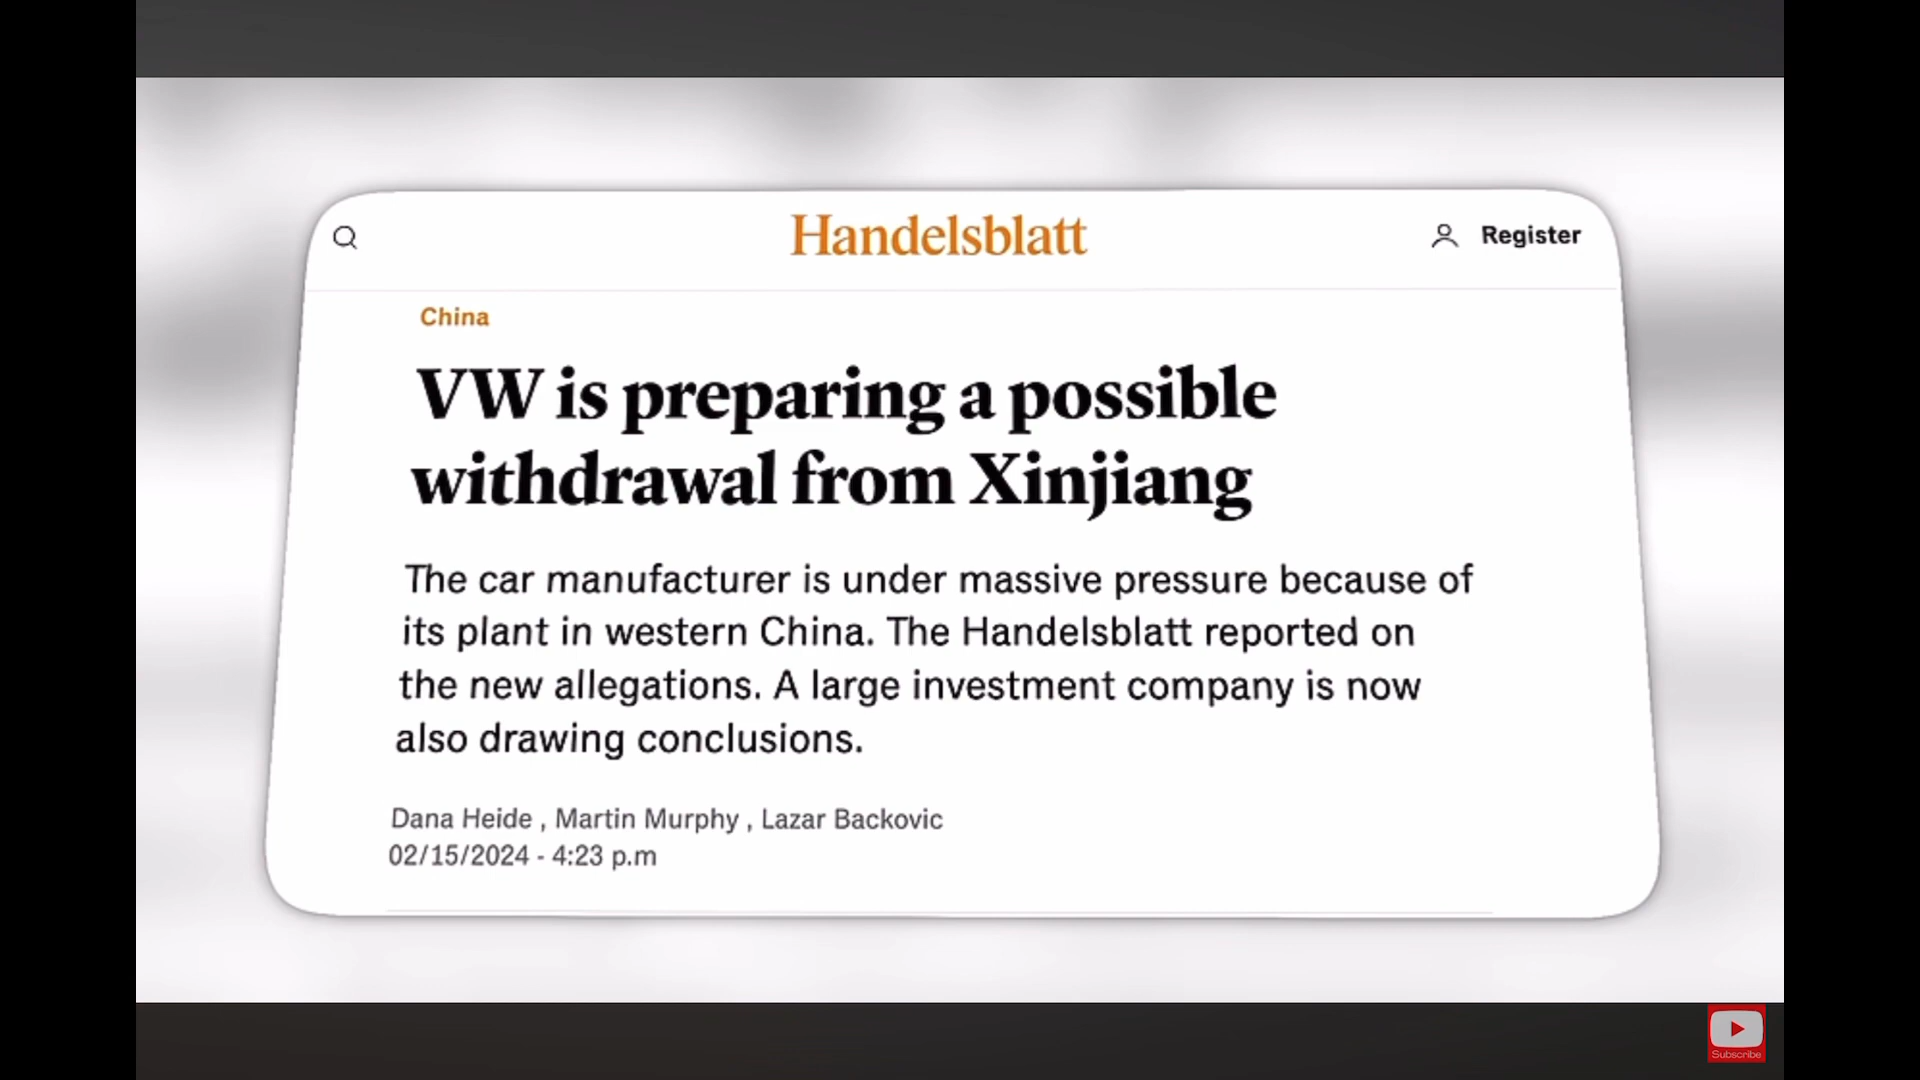 Handelsblatt
Register
China
VW is preparing a possible
withdrawal from Xinjiang
The car manufacturer is under massive pressure because of
its plant in western China. The Handelsblatt reported on
the new allegations. A large investment company is now
also drawing conclusions.
Dana Heide , Martin Murphy , Lazar Backovic
02/15/2024 - 4:23 p.m
Subscribe